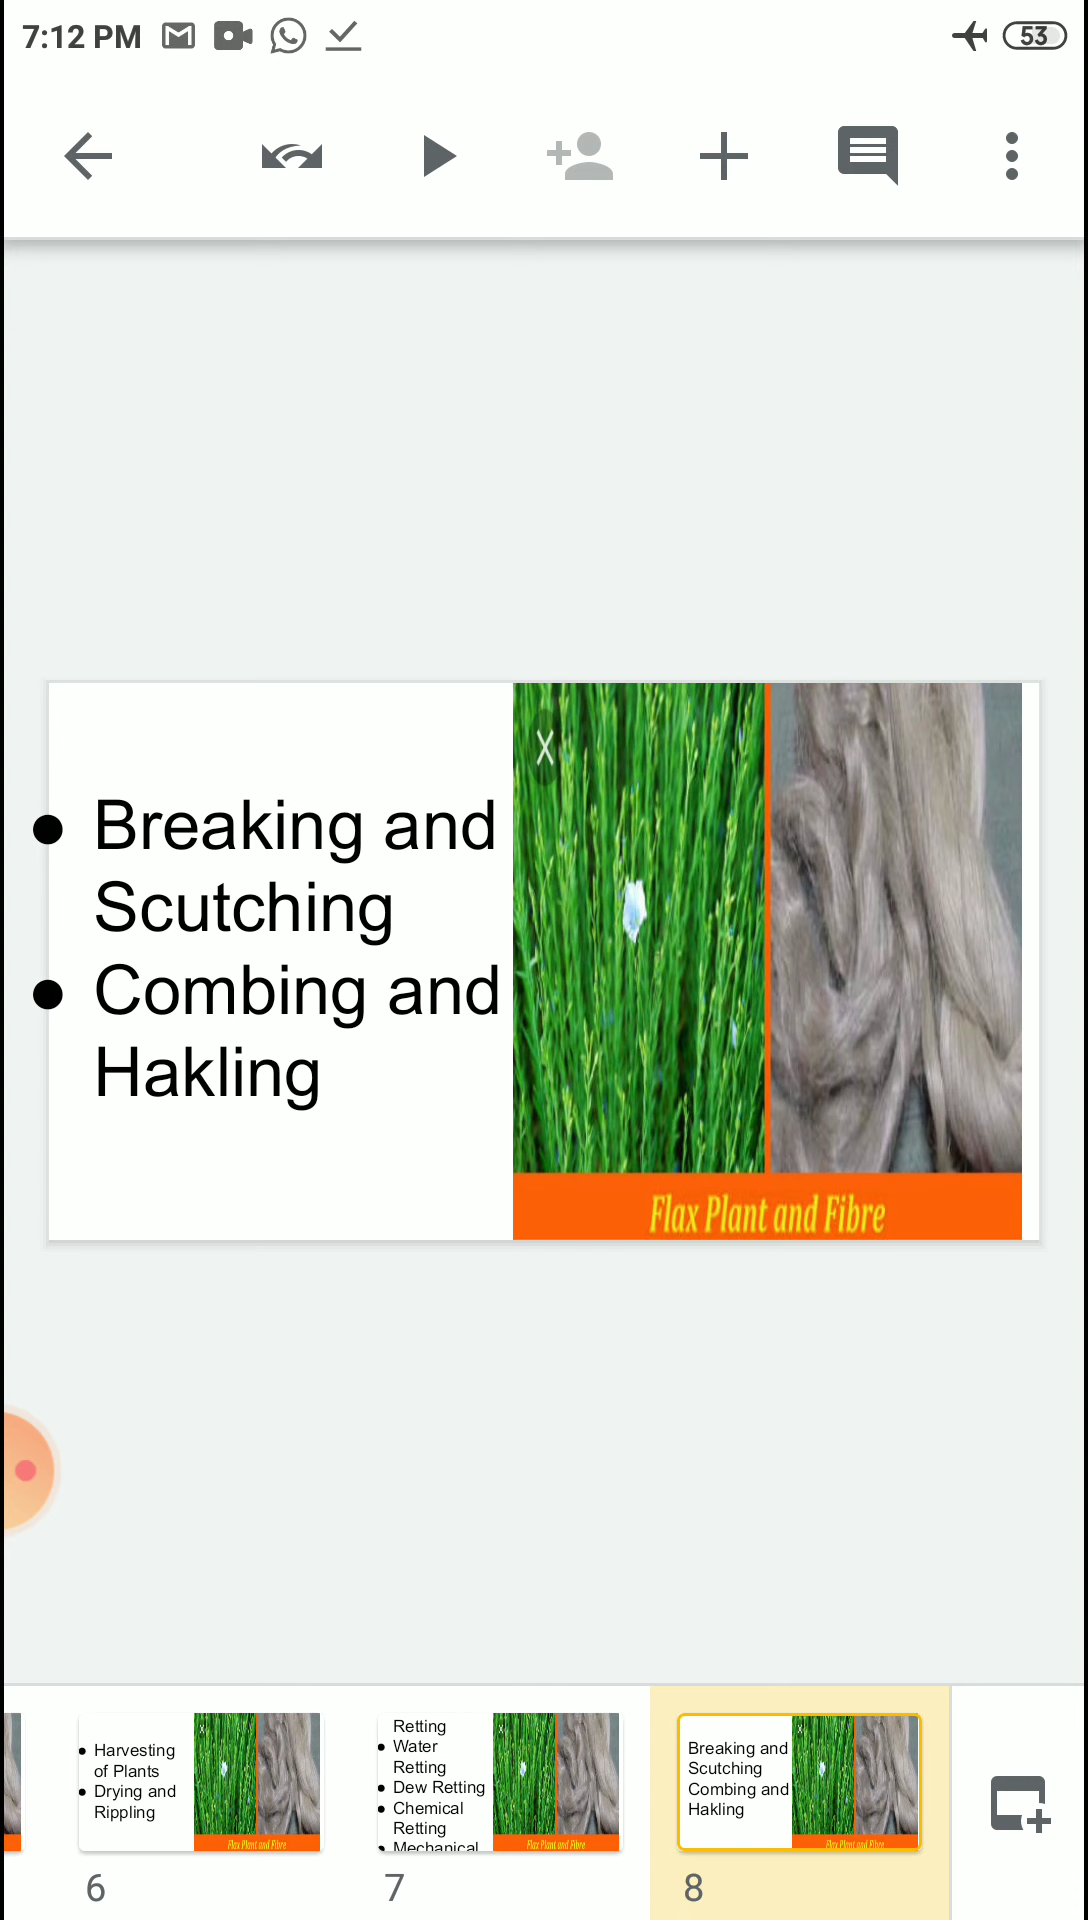 7:12 PM
53
Breaking and
Scutching
Combing and
Hakling
X
Flax Plant and Fibre
Harvesting
of Plants
Drying and
Rippling
Flax Plant and Fibre
6
Retting
Water
Retting
Dew Retting
Chemical
Retting
Mechanical
Flax Plant and Fibre
7
Breaking and
Scutching
Combing and
Hakling
Flax Plant and Fibre
8